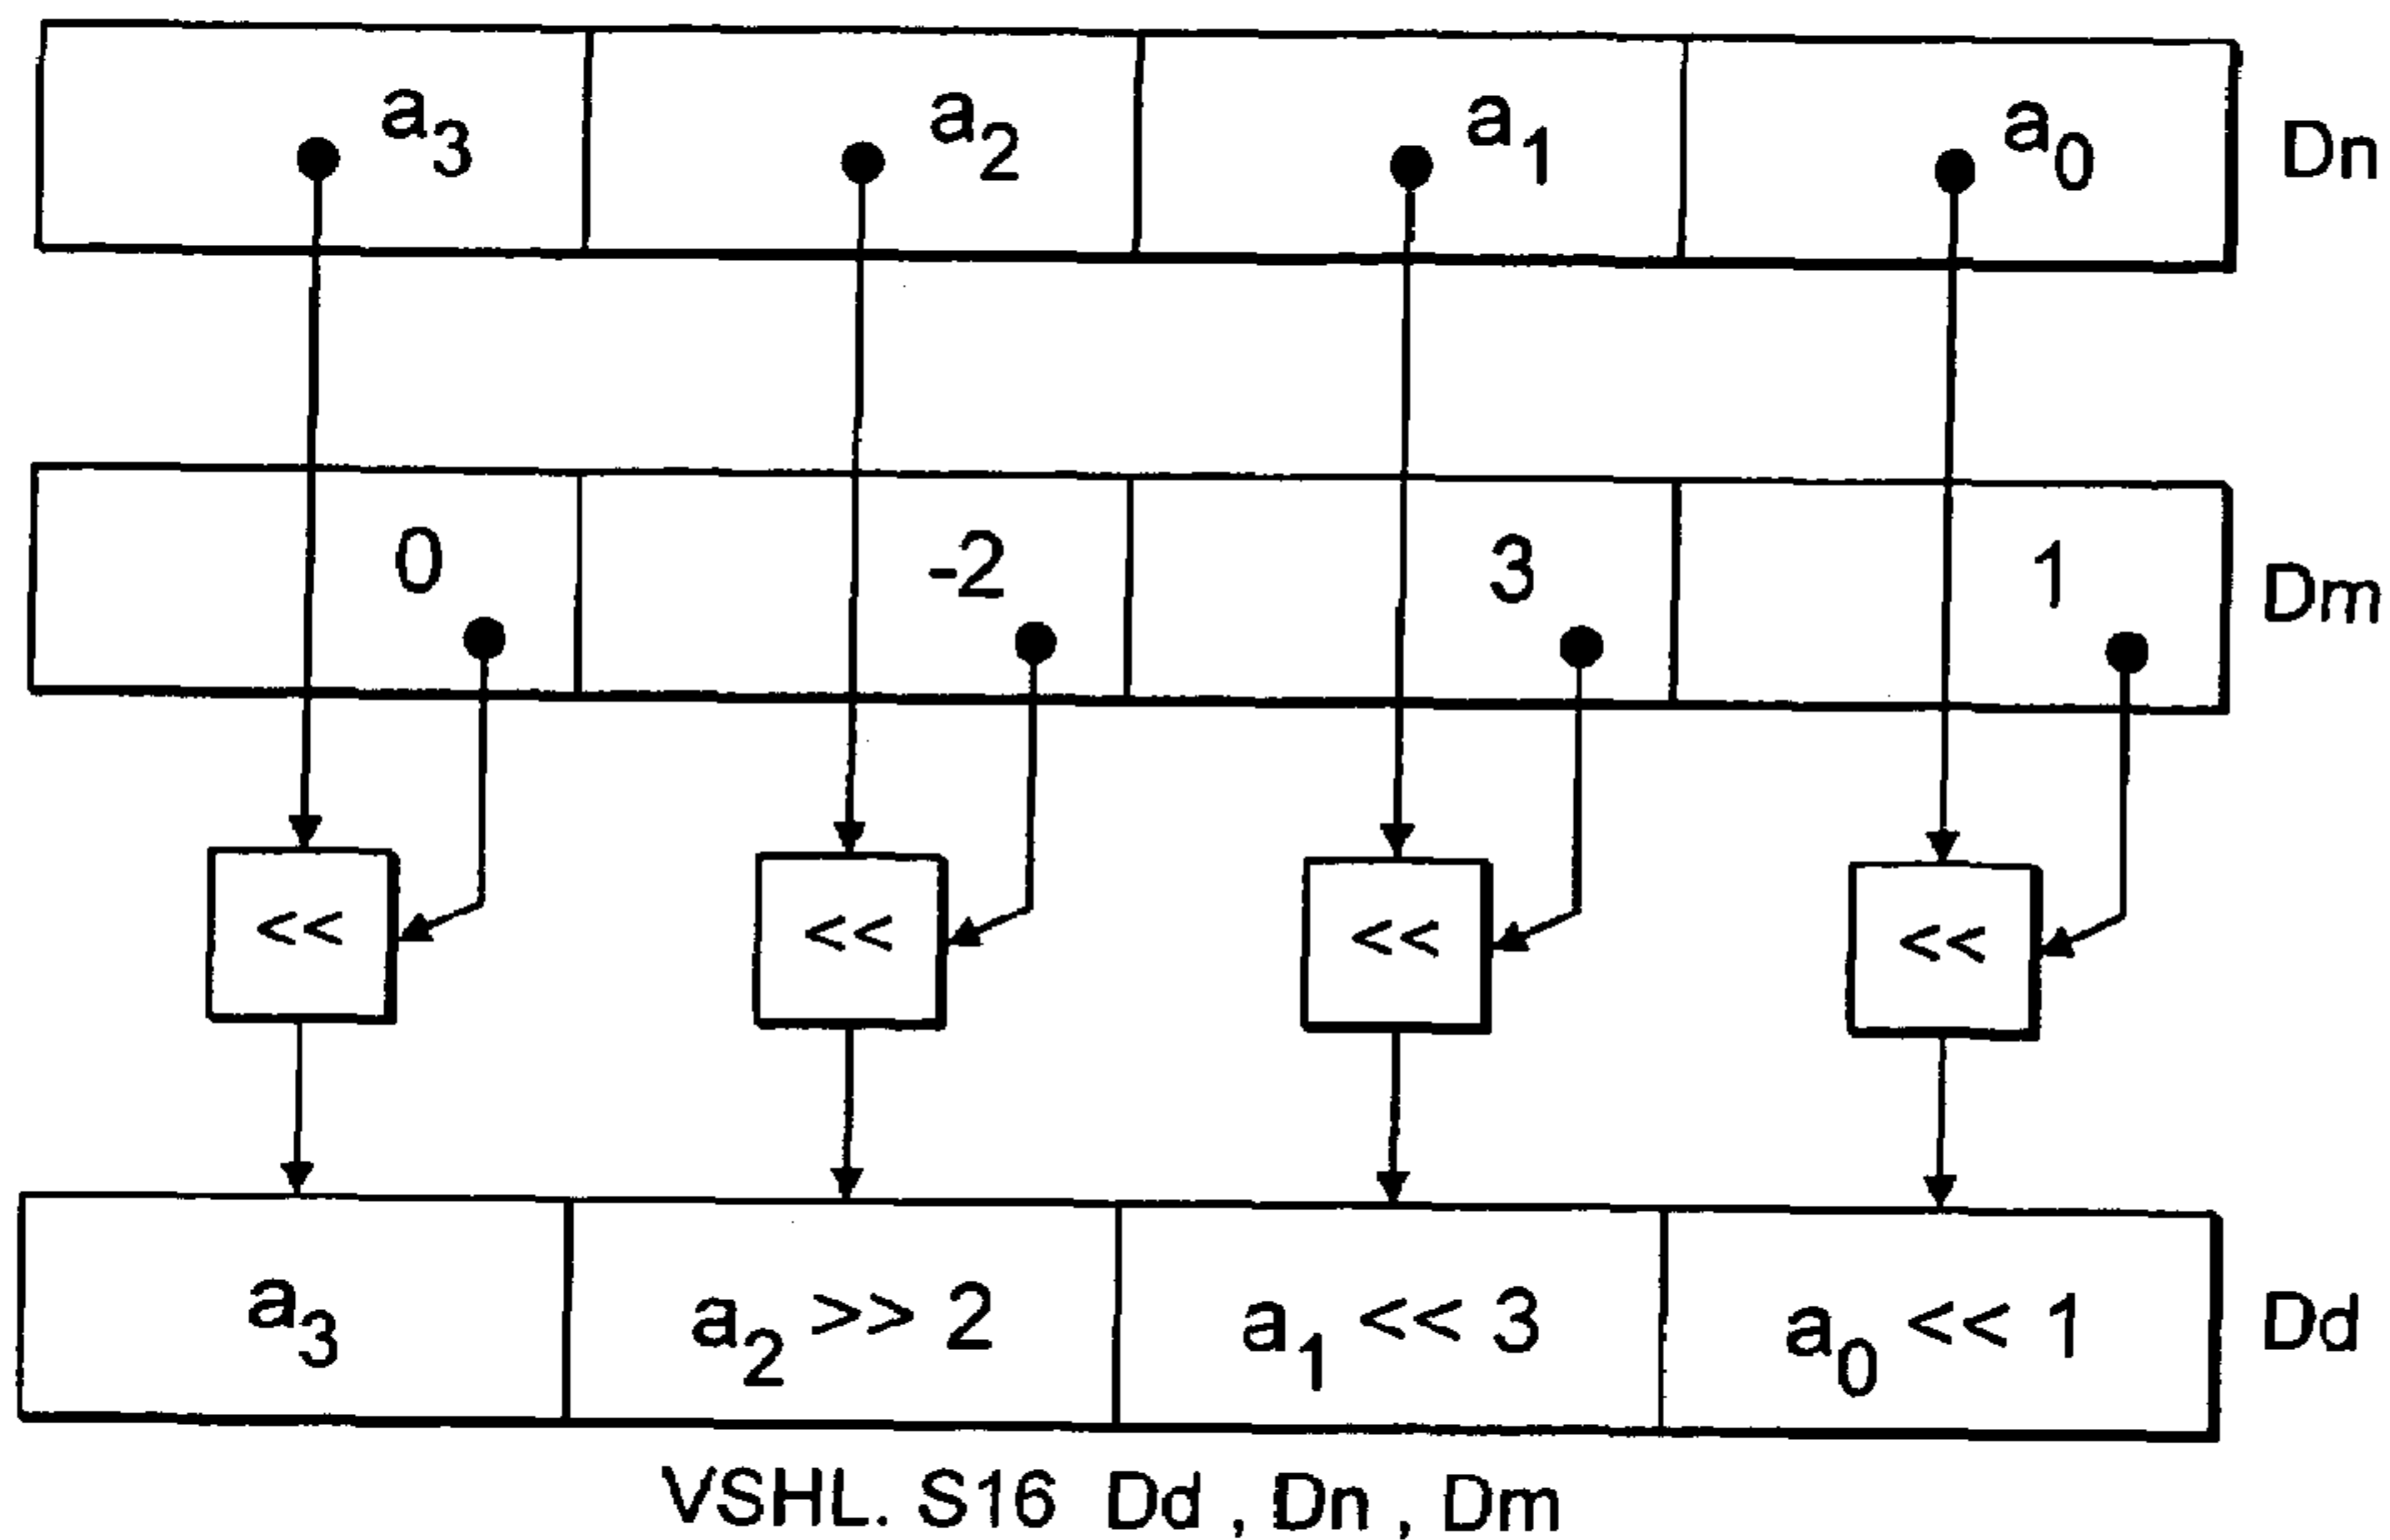 a3 a2 a1 a0 Dn
0 -2 3 1 Dm
<< << << <<
a3 a2 >> 2 a1 << 3 a0 << 1 Dd
VSHL. S16 Dd , Dn , Dm